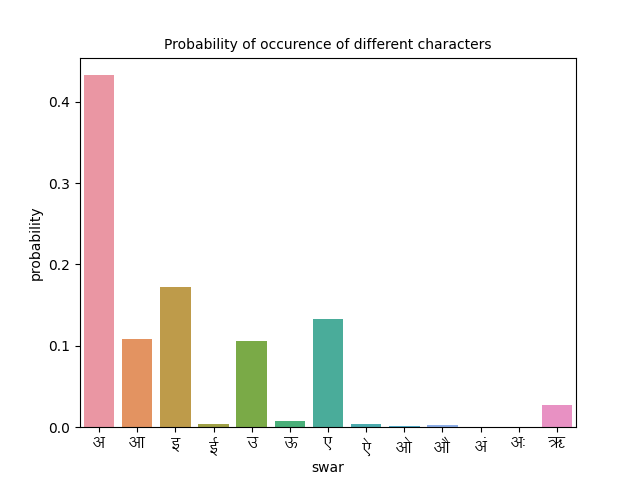 Probability of occurence of different characters
0.4
0.3
0.2
0.1
0.0
probability
अ आ इ ई उ ऊ ए ऐ ओ औ अं अः ऋ
swar